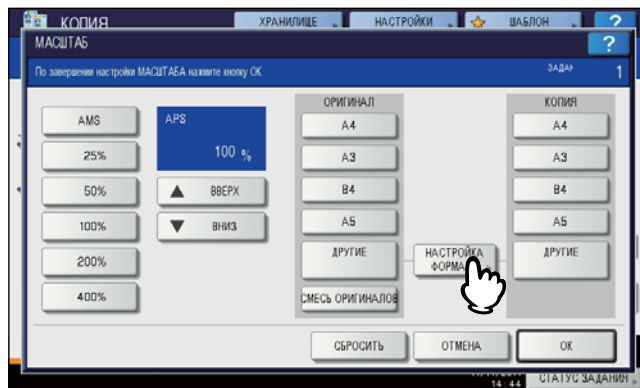 КОПИЯ ХРАНИЛИЩЕ НАСТРОЙКИ ШАБЛОН ?
МАСШТАБ ?
По завершении настройки МАСШТАБА нажмите кнопку ОК ЗАДАН 1
ОРИГИНАЛ КОПИЯ
AMS APS A4 A4
25% 100 % A3 A3
50% ВВЕРХ B4 B4
100% ВНИЗ A5 A5
200% ДРУГИЕ НАСТРОЙКА ДРУГИЕ
ФОРМА
400% СМЕСЬ ОРИГИНАЛОВ
СБРОСИТЬ ОТМЕНА ОК
14:44 СТАТУС ЗАДАНИЯ